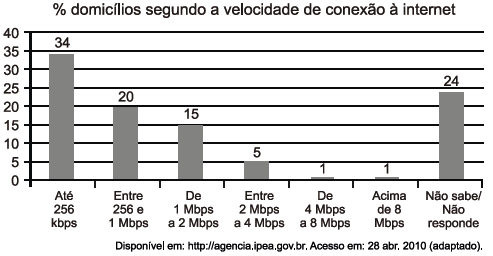 % domicílios segundo a velocidade de conexão à internet
40
35
30
25
20
15
10
5
0
34
20
15
5
1
1
24
Até
256
kbps
Entre
256 e
1 Mbps
De
1 Mbps
a 2 Mbps
Entre
2 Mbps
a 4 Mbps
De
4 Mbps
a 8 Mbps
Acima
de 8
Mbps
Não sabe/
Não
responde
Disponível em: http://agencia.ipea.gov.br. Acesso em: 28 abr. 2010 (adaptado).